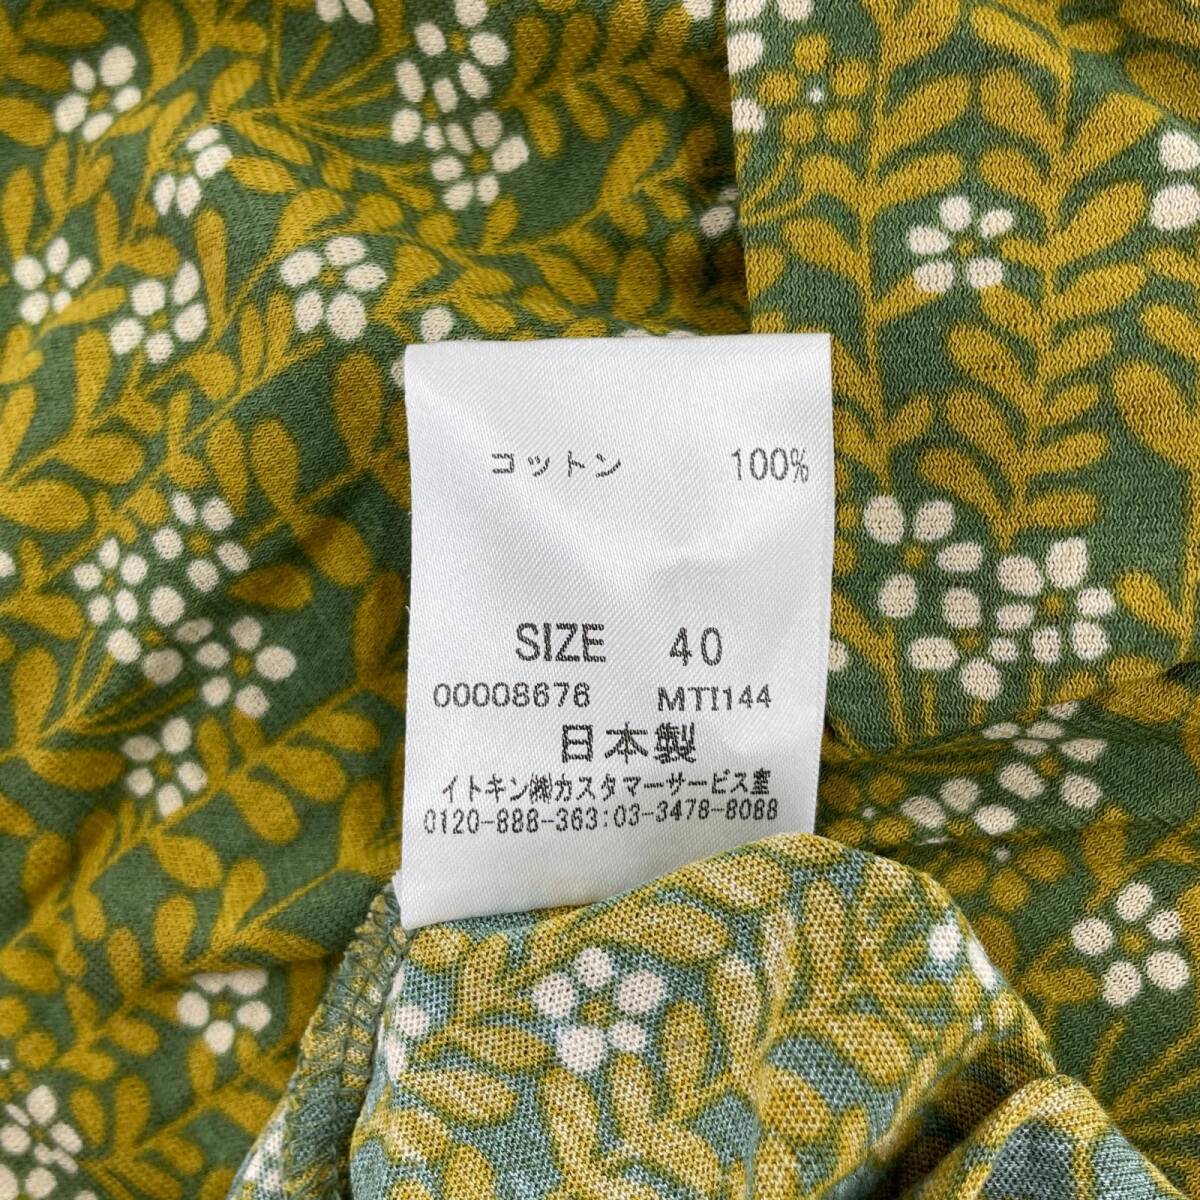 コットン 100%
SIZE 40
00008676 MTI144
日本製
イトキン㈱カスタマーサービス室
0120-888-363:03-3478-8088